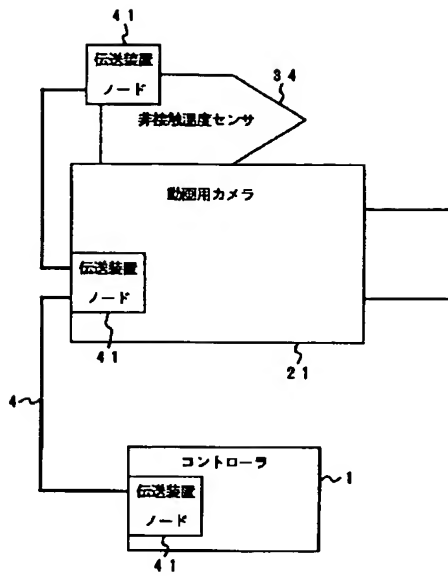 41
伝送装置
ノード
34
非接触温度センサ
動画用カメラ
伝送装置
ノード
41
21
4
コントローラ
伝送装置
1
ノード
41